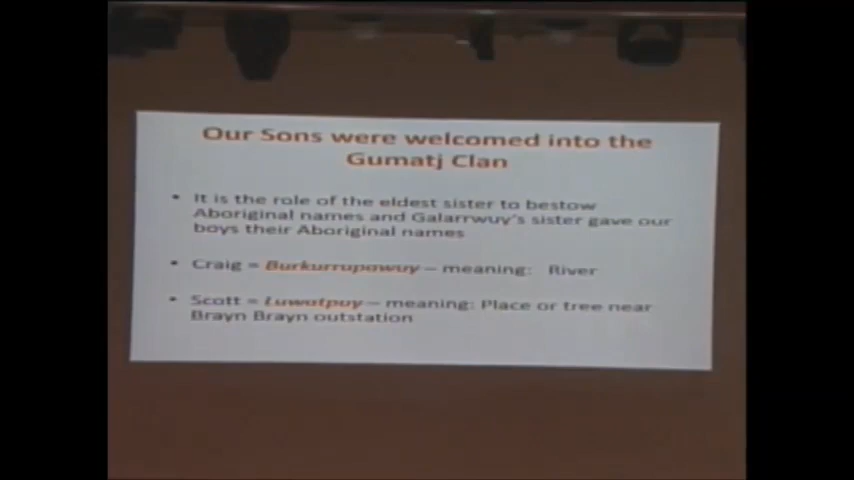 Our Sons were welcomed into the
Gumatj Clan
• It is the role of the eldest sister to bestow
Aboriginal names and Galarrwuy's sister gave our
boys their Aboriginal names
• Craig = Burkurrupawuy – meaning: River
• Scott = Luwatpuy – meaning: Place or tree near
Brayn Brayn outstation